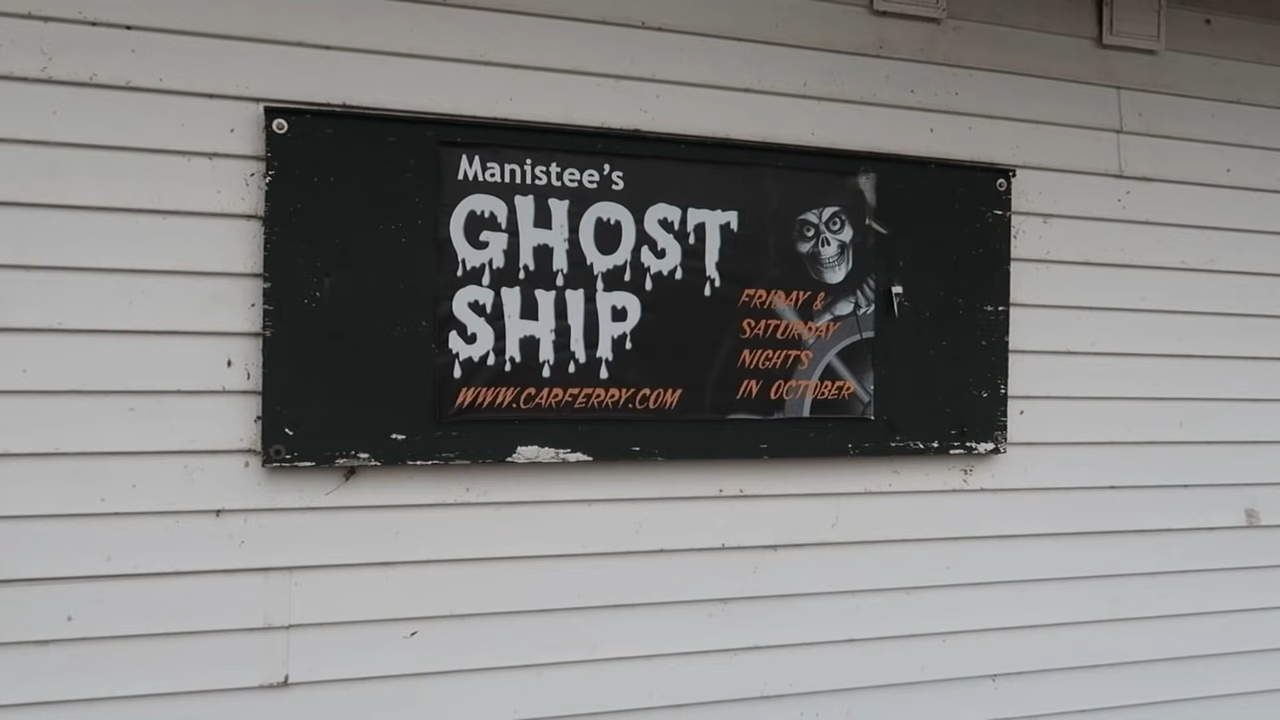 Manistee's
GHOST
SHIP
WWW.CARFERRY.COM
FRIDAY &
SATURDAY
NIGHTS
IN OCTOBER